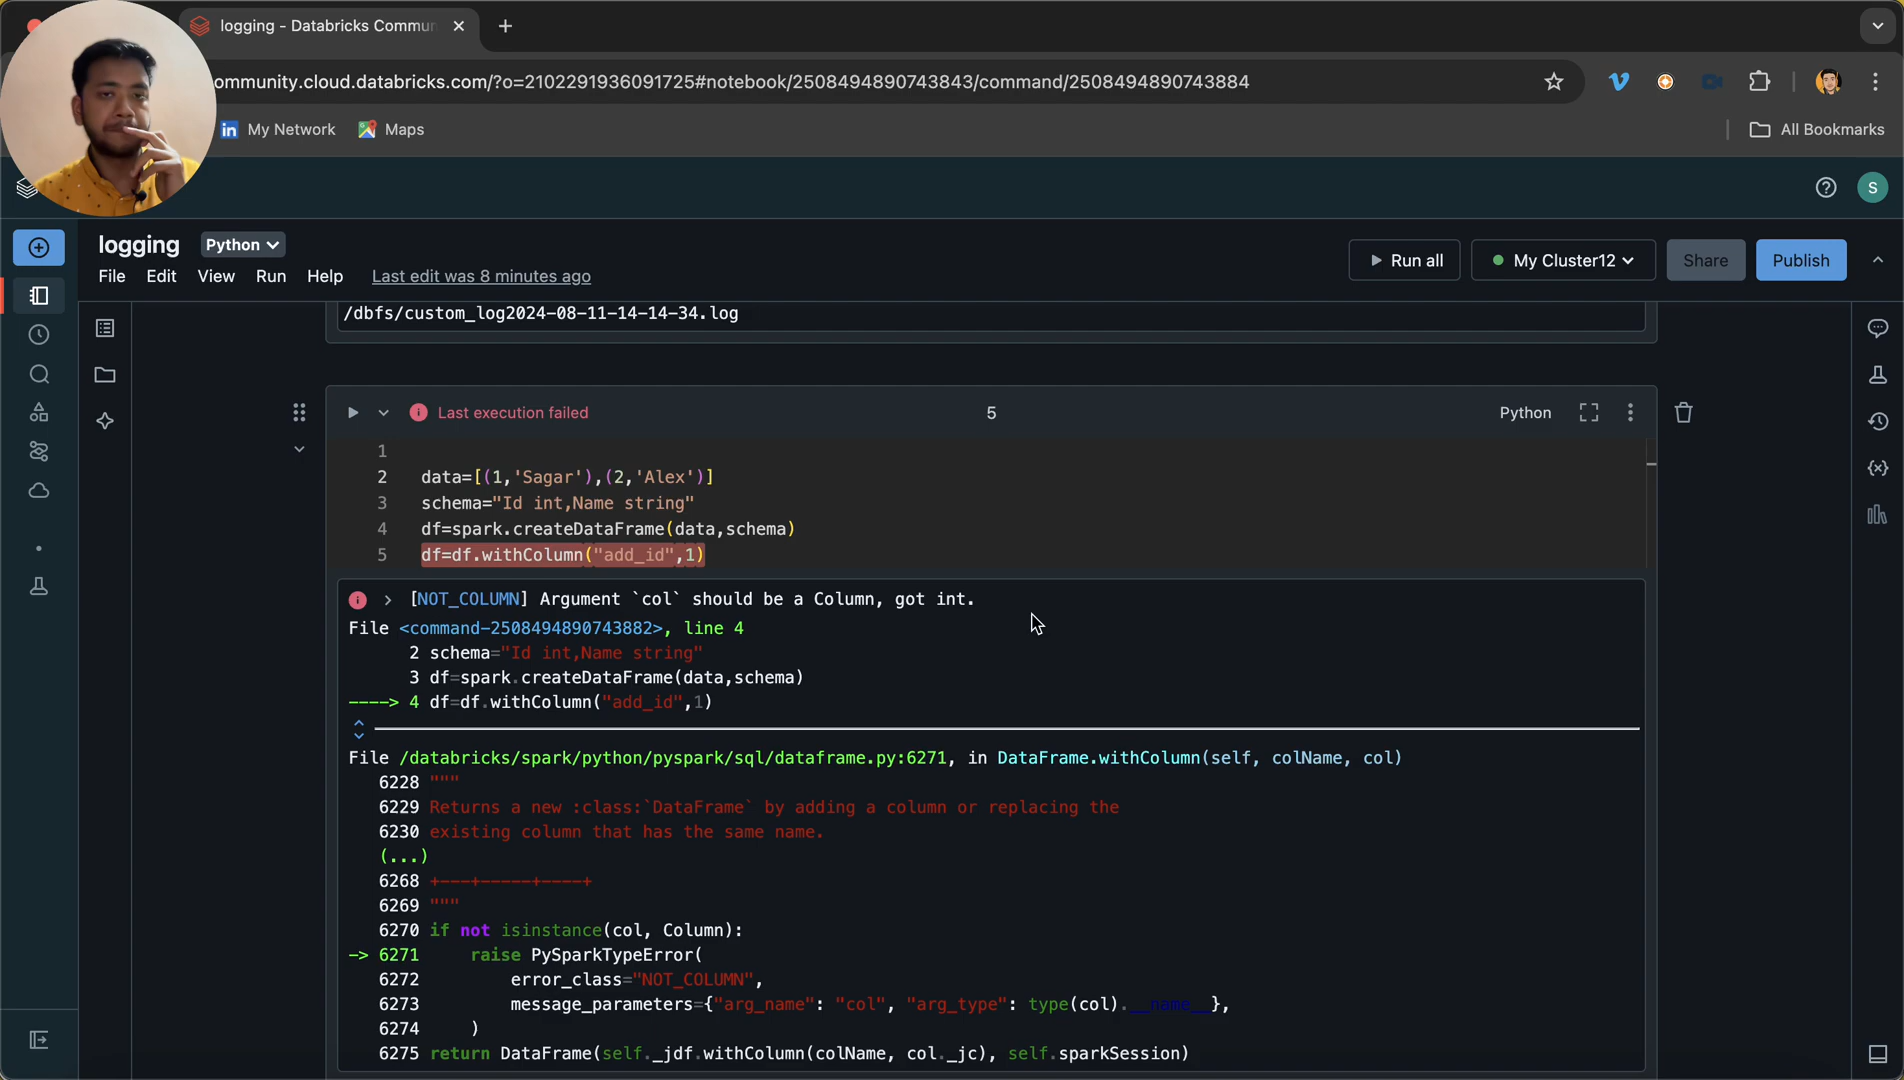 logging - Databricks Commun
ommunity.cloud.databricks.com/?o=2102291936091725#notebook/2508494890743843/command/2508494890743884
My Network
Maps
All Bookmarks
S
logging
Python
File
Edit
View
Run
Help
Last edit was 8 minutes ago
Run all
My Cluster12
Share
Publish
/dbfs/custom_log2024-08-11-14-14-34.log
Last execution failed
5
Python
1
2 data=[(1,'Sagar'),(2,'Alex')]
3 schema="Id int,Name string"
4 df=spark.createDataFrame(data,schema)
5 df=df.withColumn("add_id",1)
[NOT_COLUMN] Argument `col` should be a Column, got int.
File <command-2508494890743882>, line 4
2 schema="Id int,Name string"
3 df=spark.createDataFrame(data,schema)
----> 4 df=df.withColumn("add_id",1)
File /databricks/spark/python/pyspark/sql/dataframe.py:6271, in DataFrame.withColumn(self, colName, col)
6228 """
6229 Returns a new :class:`DataFrame` by adding a column or replacing the
6230 existing column that has the same name.
(...)
6268 +---+-----+----+
6269 """
6270 if not isinstance(col, Column):
-> 6271 raise PySparkTypeError(
6272 error_class="NOT_COLUMN",
6273 message_parameters={"arg_name": "col", "arg_type": type(col).__name__},
6274 )
6275 return DataFrame(self._jdf.withColumn(colName, col._jc), self.sparkSession)